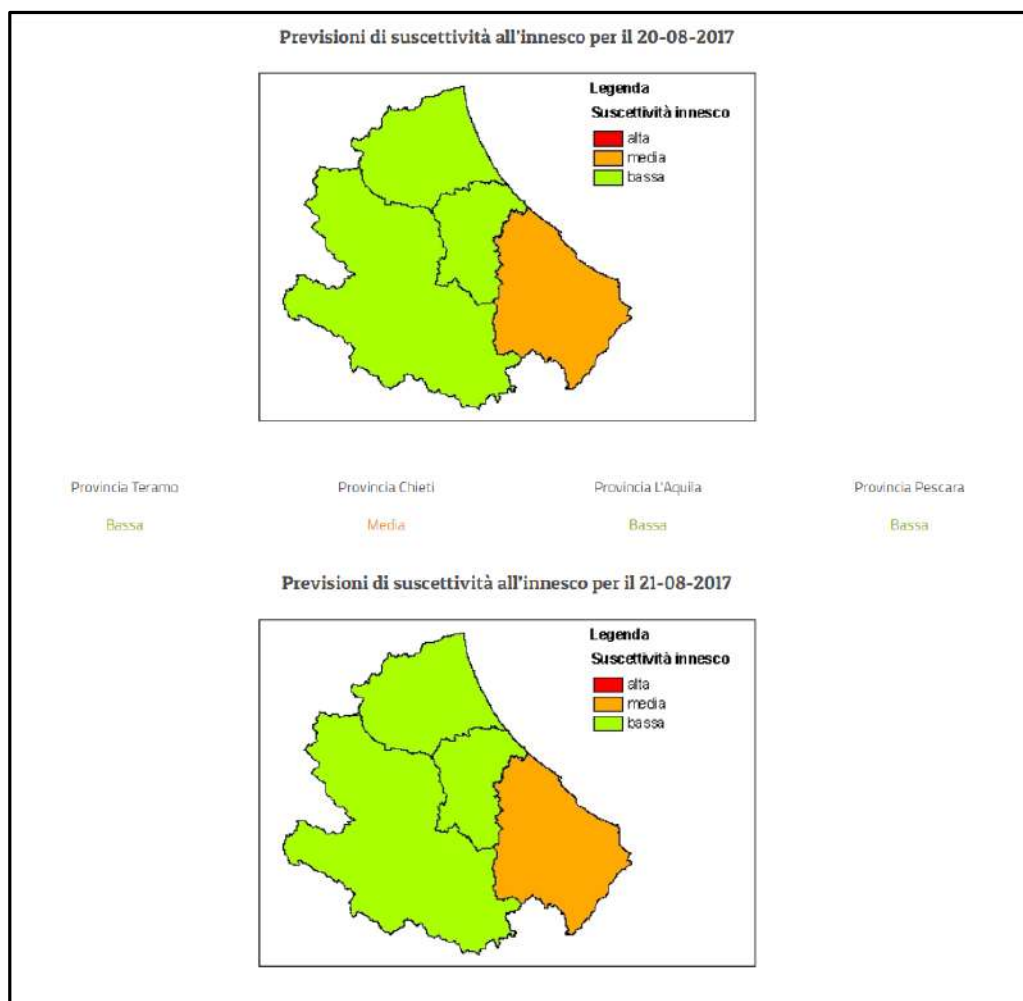 Previsioni di suscettività all'innesco per il 20-08-2017
Legenda
Suscettività innesco
alta
media
bassa
Provincia Teramo
Provincia Chieti
Provincia L'Aquila
Provincia Pescara
Bassa
Media
Bassa
Bassa
Previsioni di suscettività all'innesco per il 21-08-2017
Legenda
Suscettività innesco
alta
media
bassa